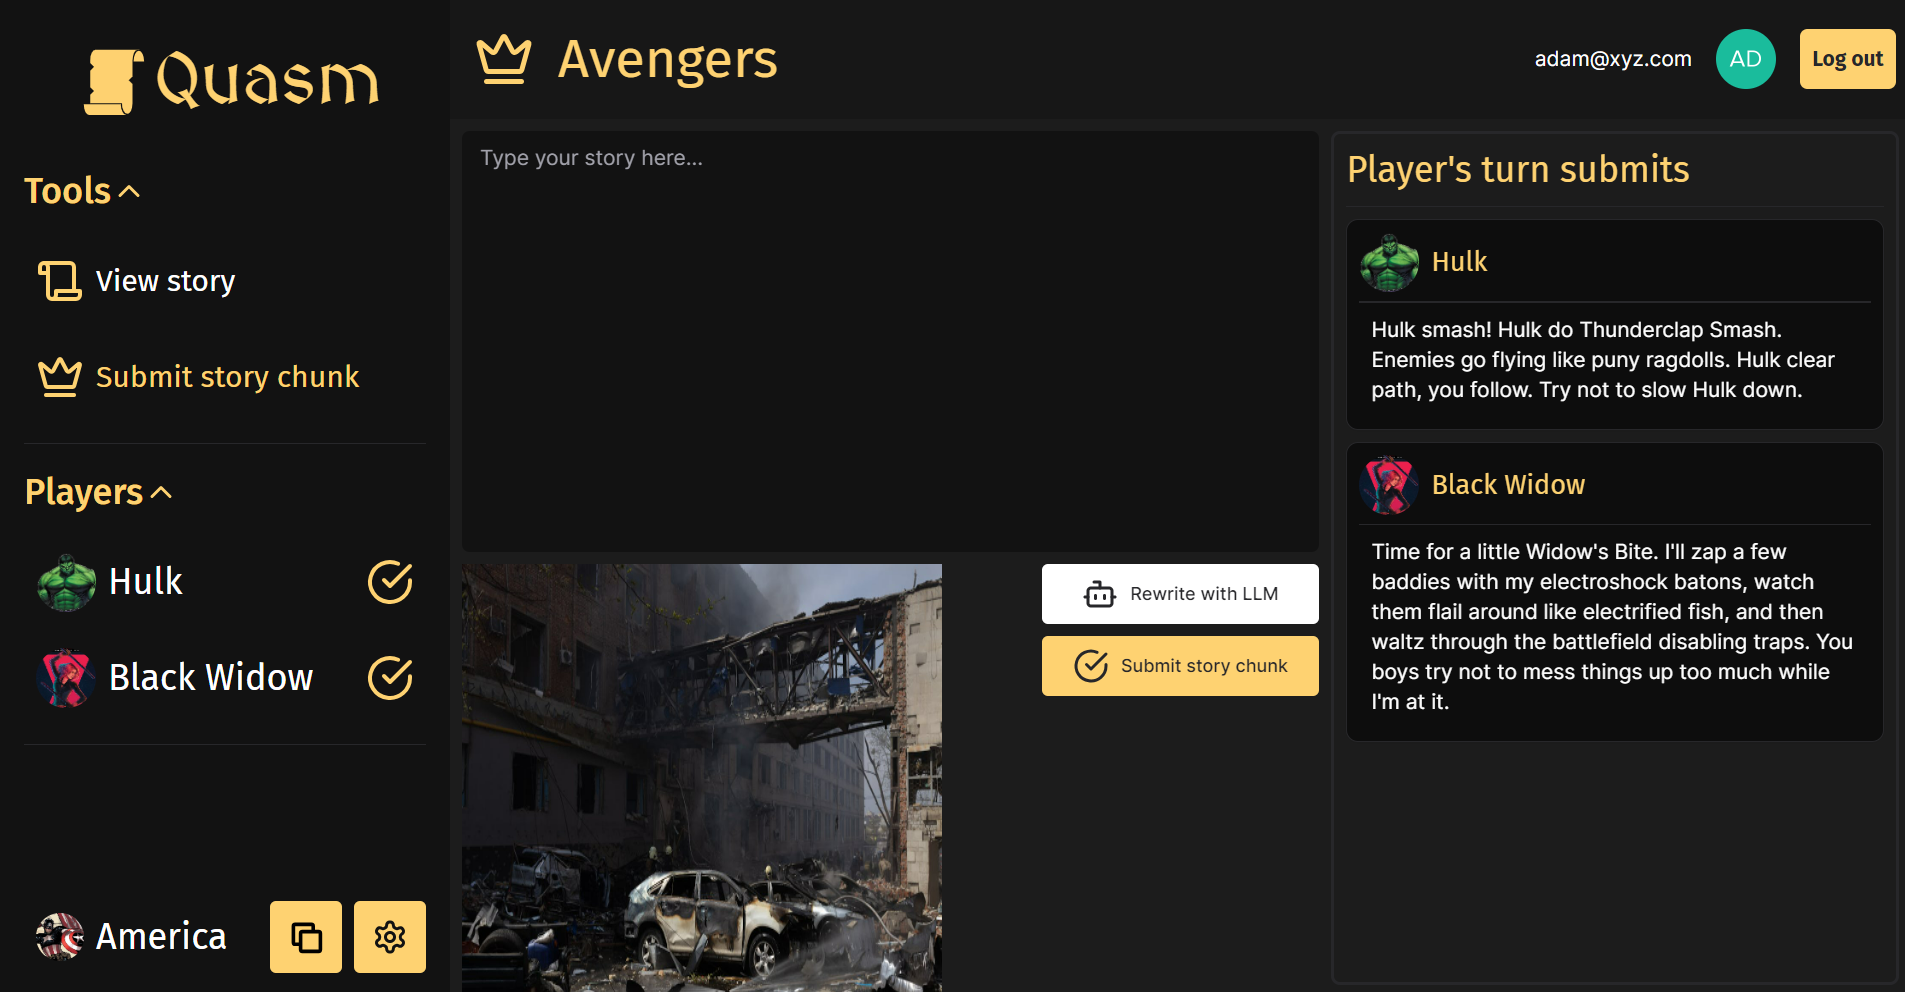 Quasm
Tools
View story
Submit story chunk
Players
Hulk
Black Widow
America
Avengers
adam@xyz.com
AD
Log out
Type your story here...
Rewrite with LLM
Submit story chunk
Player's turn submits
Hulk
Hulk smash! Hulk do Thunderclap Smash.
Enemies go flying like puny ragdolls. Hulk clear
path, you follow. Try not to slow Hulk down.
Black Widow
Time for a little Widow's Bite. I'll zap a few
baddies with my electroshock batons, watch
them flail around like electrified fish, and then
waltz through the battlefield disabling traps. You
boys try not to mess things up too much while
I'm at it.